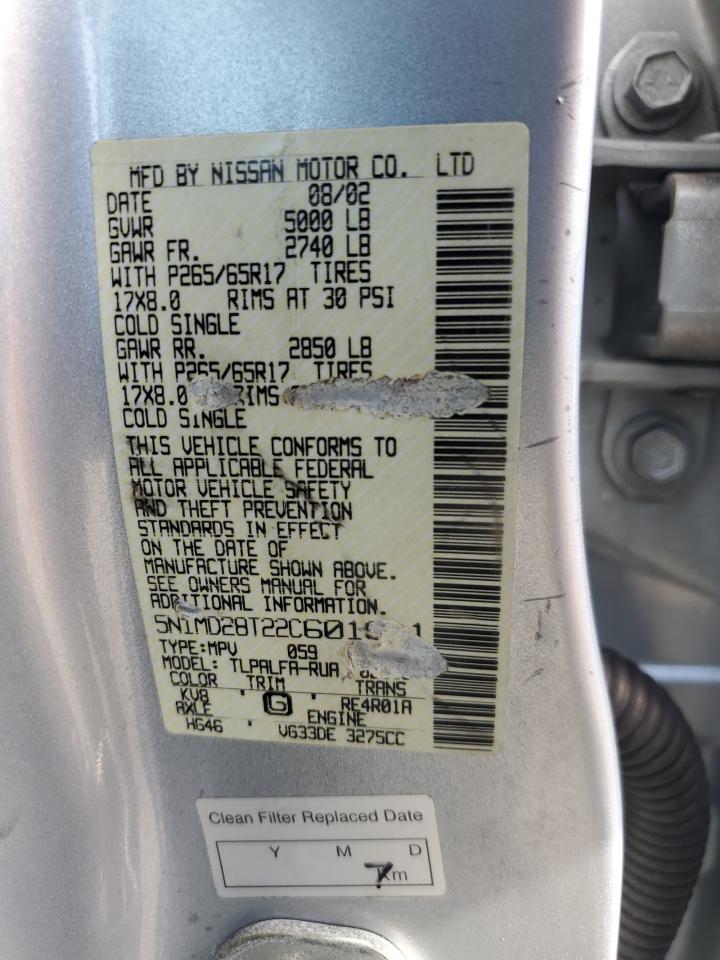 MFD BY NISSAN MOTOR CO. LTD
DATE 08/02
GVWR 5000 LB
GAWR FR. 2740 LB
WITH P265/65R17 TIRES
17X8.0 RIMS AT 30 PSI
COLD SINGLE
GAWR RR. 2850 LB
WITH P265/65R17 TIRES
17X8.0 RIMS
COLD SINGLE
THIS VEHICLE CONFORMS TO
ALL APPLICABLE FEDERAL
MOTOR VEHICLE SAFETY
AND THEFT PREVENTION
STANDARDS IN EFFECT
ON THE DATE OF
MANUFACTURE SHOWN ABOVE.
SEE OWNERS MANUAL FOR
ADDITIONAL INFORMATION.
TYPE:MPV 059
MODEL: TLPALFA-RUA
COLOR TRIM TRANS
KV8 ' G ' RE4R01A
AXLE ENGINE
HG46 ' VG33DE 3275CC
Clean Filter Replaced Date
Y M D
Km